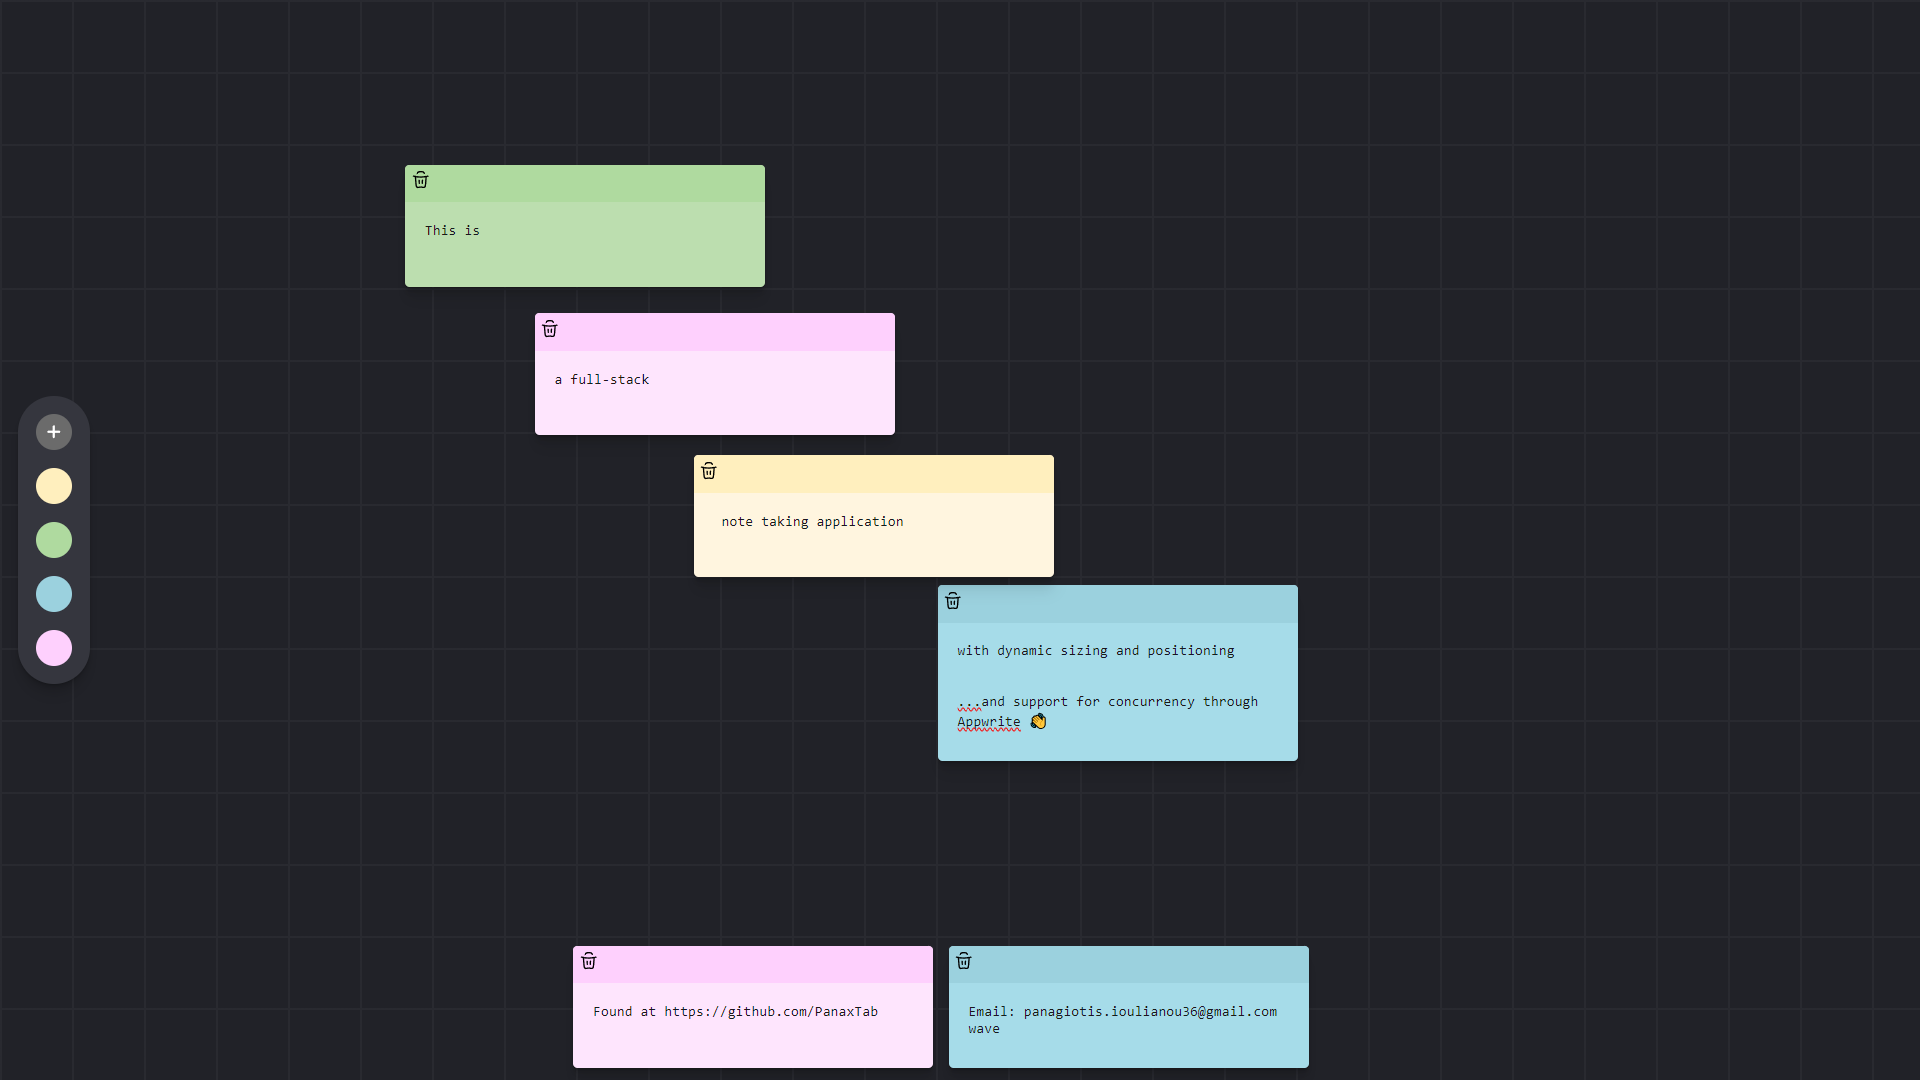 This is
a full-stack
note taking application
with dynamic sizing and positioning
...and support for concurrency through
Appwrite 👏
Found at https://github.com/PanaxTab
Email: panagiotis.ioulianou36@gmail.com
wave